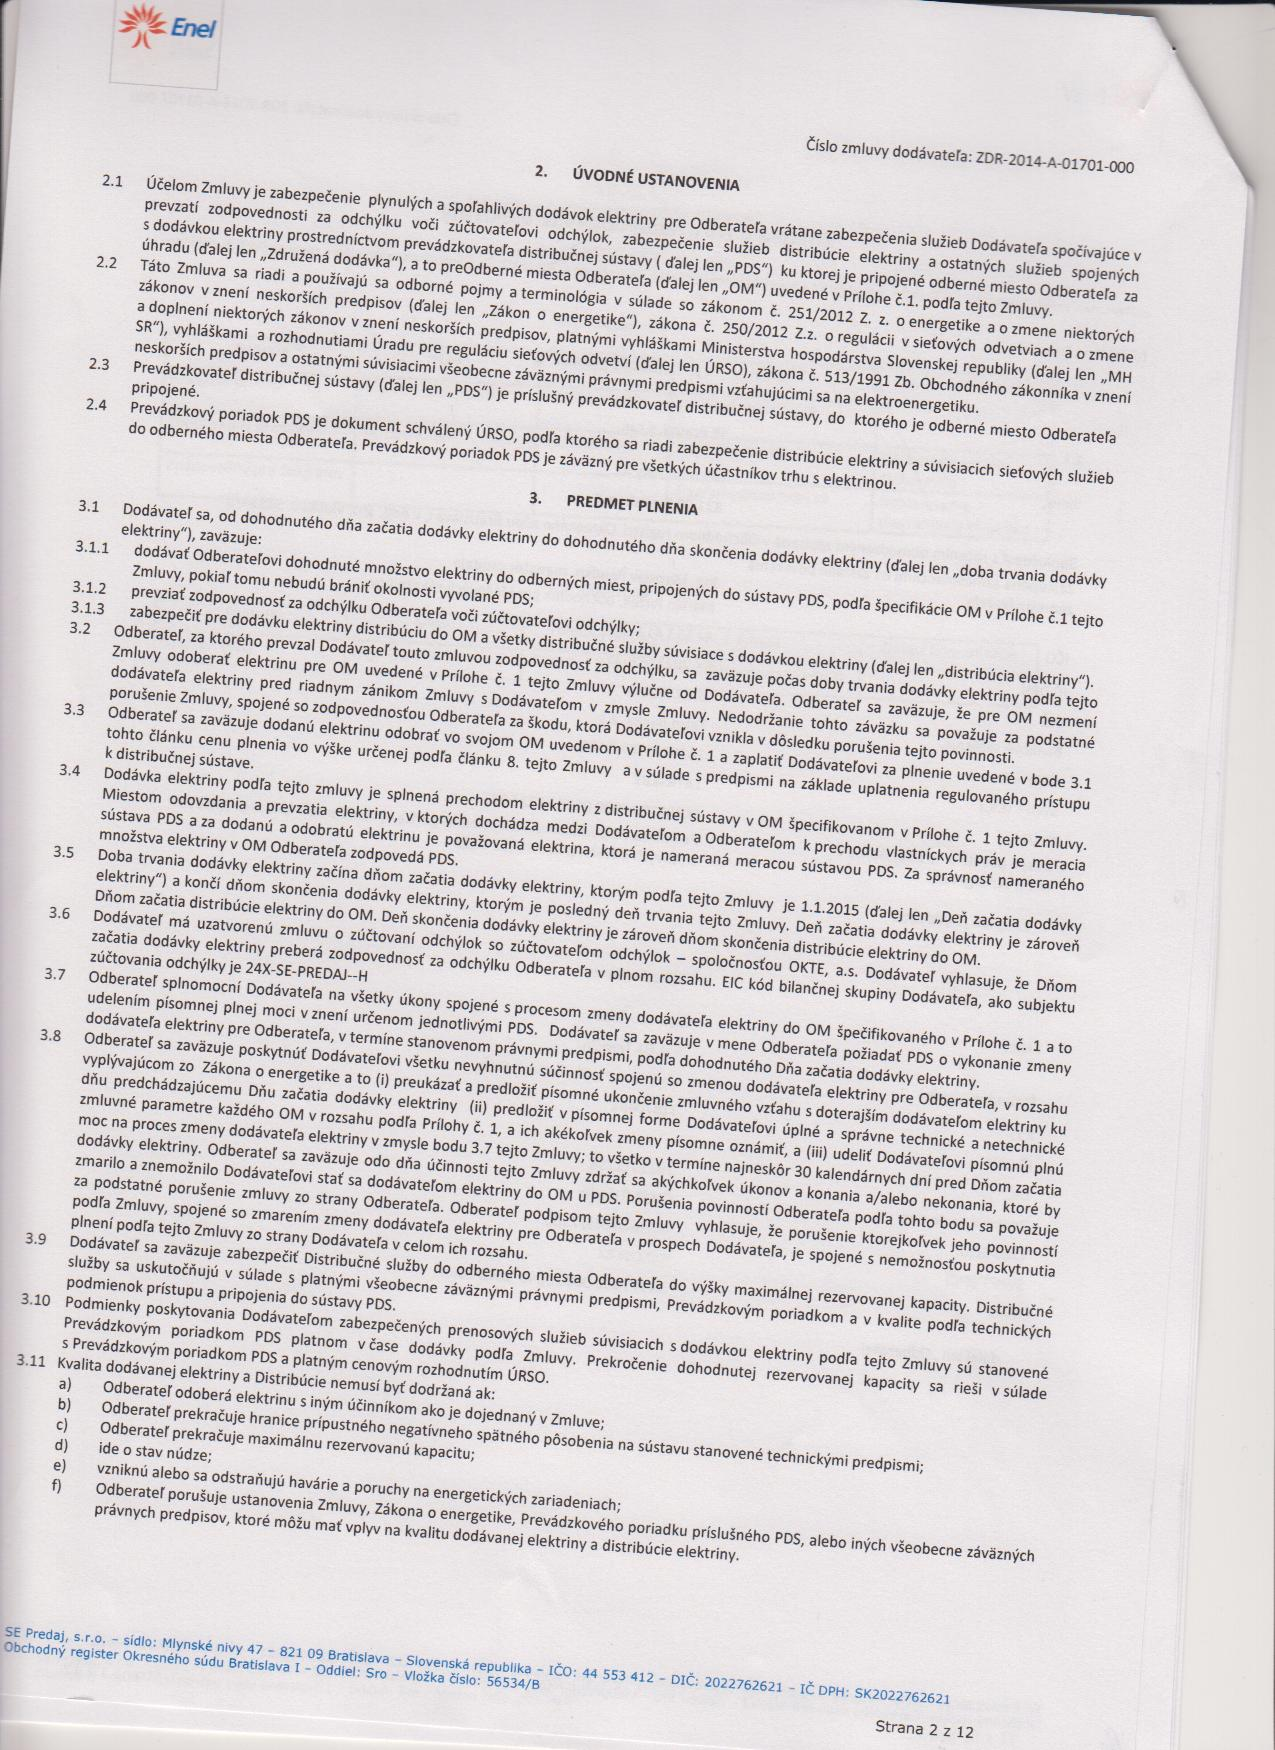 Enel
Číslo zmluvy dodávateľa: ZDR-2014-A-01701-000
2. ÚVODNÉ USTANOVENIA
2.1 Účelom Zmluvy je zabezpečenie plynulých a spoľahlivých dodávok elektriny pre Odberateľa vrátane zabezpečenia služieb Dodávateľa spočívajúce v
prevzatí zodpovednosti za odchýlku voči zúčtovateľovi odchýlok, zabezpečenie služieb distribúcie elektriny a ostatných služieb spojených
s dodávkou elektriny prostredníctvom prevádzkovateľa distribučnej sústavy ( ďalej len „PDS“) ku ktorej je pripojené odberné miesto Odberateľa za
úhradu (ďalej len „Združená dodávka“), a to preOdberné miesta Odberateľa (ďalej len „OM“) uvedené v Prílohe č.1. podľa tejto Zmluvy.
2.2 Táto Zmluva sa riadi a používajú sa odborné pojmy a terminológia v súlade so zákonom č. 251/2012 Z. z. o energetike a o zmene niektorých
zákonov v znení neskorších predpisov (ďalej len „Zákon o energetike“), zákona č. 250/2012 Z.z. o regulácii v sieťových odvetviach a o zmene
a doplnení niektorých zákonov v znení neskorších predpisov, platnými vyhláškami Ministerstva hospodárstva Slovenskej republiky (ďalej len „MH
SR“), vyhláškami a rozhodnutiami Úradu pre reguláciu sieťových odvetví (ďalej len ÚRSO), zákona č. 513/1991 Zb. Obchodného zákonníka v znení
neskorších predpisov a ostatnými súvisiacimi všeobecne záväznými právnymi predpismi vzťahujúcimi sa na elektroenergetiku.
2.3 Prevádzkovateľ distribučnej sústavy (ďalej len „PDS“) je príslušný prevádzkovateľ distribučnej sústavy, do ktorého je odberné miesto Odberateľa
pripojené.
2.4 Prevádzkový poriadok PDS je dokument schválený ÚRSO, podľa ktorého sa riadi zabezpečenie distribúcie elektriny a súvisiacich sieťových služieb
do odberného miesta Odberateľa. Prevádzkový poriadok PDS je záväzný pre všetkých účastníkov trhu s elektrinou.
3. PREDMET PLNENIA
3.1 Dodávateľ sa, od dohodnutého dňa začatia dodávky elektriny do dohodnutého dňa skončenia dodávky elektriny (ďalej len „doba trvania dodávky
elektriny“), zaväzuje:
3.1.1 dodávať Odberateľovi dohodnuté množstvo elektriny do odberných miest, pripojených do sústavy PDS, podľa špecifikácie OM v Prílohe č.1 tejto
Zmluvy, pokiaľ tomu nebudú brániť okolnosti vyvolané PDS;
3.1.2 prevziať zodpovednosť za odchýlku Odberateľa voči zúčtovateľovi odchýlky;
3.1.3 zabezpečiť pre dodávku elektriny distribúciu do OM a všetky distribučné služby súvisiace s dodávkou elektriny (ďalej len „distribúcia elektriny“).
3.2 Odberateľ, za ktorého prevzal Dodávateľ touto zmluvou zodpovednosť za odchýlku, sa zaväzuje počas doby trvania dodávky elektriny podľa tejto
Zmluvy odoberať elektrinu pre OM uvedené v Prílohe č. 1 tejto Zmluvy výlučne od Dodávateľa. Odberateľ sa zaväzuje, že pre OM nezmení
dodávateľa elektriny pred riadnym zánikom Zmluvy s Dodávateľom v zmysle Zmluvy. Nedodržanie tohto záväzku sa považuje za podstatné
porušenie Zmluvy, spojené so zodpovednosťou Odberateľa za škodu, ktorá Dodávateľovi vznikla v dôsledku porušenia tejto povinnosti.
3.3 Odberateľ sa zaväzuje dodanú elektrinu odobrať vo svojom OM uvedenom v Prílohe č. 1 a zaplatiť Dodávateľovi za plnenie uvedené v bode 3.1
tohto článku cenu plnenia vo výške určenej podľa článku 8. tejto Zmluvy a v súlade s predpismi na základe uplatnenia regulovaného prístupu
k distribučnej sústave.
3.4 Dodávka elektriny podľa tejto zmluvy je splnená prechodom elektriny z distribučnej sústavy v OM špecifikovanom v Prílohe č. 1 tejto Zmluvy.
Miestom odovzdania a prevzatia elektriny, v ktorých dochádza medzi Dodávateľom a Odberateľom k prechodu vlastníckych práv je meracia
sústava PDS a za dodanú a odobratú elektrinu je považovaná elektrina, ktorá je nameraná meracou sústavou PDS. Za správnosť nameraného
množstva elektriny v OM Odberateľa zodpovedá PDS.
3.5 Doba trvania dodávky elektriny začína dňom začatia dodávky elektriny, ktorým podľa tejto Zmluvy je 1.1.2015 (ďalej len „Deň začatia dodávky
elektriny“) a končí dňom skončenia dodávky elektriny, ktorým je posledný deň trvania tejto Zmluvy. Deň začatia dodávky elektriny je zároveň
Dňom začatia distribúcie elektriny do OM. Deň skončenia dodávky elektriny je zároveň dňom skončenia distribúcie elektriny do OM.
3.6 Dodávateľ má uzatvorenú zmluvu o zúčtovaní odchýlok so zúčtovateľom odchýlok – spoločnosťou OKTE, a.s. Dodávateľ vyhlasuje, že Dňom
začatia dodávky elektriny preberá zodpovednosť za odchýlku Odberateľa v plnom rozsahu. EIC kód bilančnej skupiny Dodávateľa, ako subjektu
zúčtovania odchýlky je 24X-SE-PREDAJ--H
3.7 Odberateľ splnomocní Dodávateľa na všetky úkony spojené s procesom zmeny dodávateľa elektriny do OM špečifikovaného v Prílohe č. 1 a to
udelením písomnej plnej moci v znení určenom jednotlivými PDS. Dodávateľ sa zaväzuje v mene Odberateľa požiadať PDS o vykonanie zmeny
dodávateľa elektriny pre Odberateľa, v termíne stanovenom právnymi predpismi, podľa dohodnutého Dňa začatia dodávky elektriny.
3.8 Odberateľ sa zaväzuje poskytnúť Dodávateľovi všetku nevyhnutnú súčinnosť spojenú so zmenou dodávateľa elektriny pre Odberateľa, v rozsahu
vyplývajúcom zo Zákona o energetike a to (i) preukázať a predložiť písomné ukončenie zmluvného vzťahu s doterajším dodávateľom elektriny ku
dňu predchádzajúcemu Dňu začatia dodávky elektriny (ii) predložiť v písomnej forme Dodávateľovi úplné a správne technické a netechnické
zmluvné parametre každého OM v rozsahu podľa Prílohy č. 1, a ich akékoľvek zmeny písomne oznámiť, a (iii) udeliť Dodávateľovi písomnú plnú
moc na proces zmeny dodávateľa elektriny v zmysle bodu 3.7 tejto Zmluvy; to všetko v termíne najneskôr 30 kalendárnych dní pred Dňom začatia
dodávky elektriny. Odberateľ sa zaväzuje odo dňa účinnosti tejto Zmluvy zdržať sa akýchkoľvek úkonov a konania a/alebo nekonania, ktoré by
zmarilo a znemožnilo Dodávateľovi stať sa dodávateľom elektriny do OM u PDS. Porušenia povinností Odberateľa podľa tohto bodu sa považuje
za podstatné porušenie zmluvy zo strany Odberateľa. Odberateľ podpisom tejto Zmluvy vyhlasuje, že porušenie ktorejkoľvek jeho povinností
podľa Zmluvy, spojené so zmarením zmeny dodávateľa elektriny pre Odberateľa v prospech Dodávateľa, je spojené s nemožnosťou poskytnutia
plnení podľa tejto Zmluvy zo strany Dodávateľa v celom ich rozsahu.
3.9 Dodávateľ sa zaväzuje zabezpečiť Distribučné služby do odberného miesta Odberateľa do výšky maximálnej rezervovanej kapacity. Distribučné
služby sa uskutočňujú v súlade s platnými všeobecne záväznými právnymi predpismi, Prevádzkovým poriadkom a v kvalite podľa technických
podmienok prístupu a pripojenia do sústavy PDS.
3.10 Podmienky poskytovania Dodávateľom zabezpečených prenosových služieb súvisiacich s dodávkou elektriny podľa tejto Zmluvy sú stanovené
Prevádzkovým poriadkom PDS platnom v čase dodávky podľa Zmluvy. Prekročenie dohodnutej rezervovanej kapacity sa rieši v súlade
s Prevádzkovým poriadkom PDS a platným cenovým rozhodnutím ÚRSO.
3.11 Kvalita dodávanej elektriny a Distribúcie nemusí byť dodržaná ak:
a) Odberateľ odoberá elektrinu s iným účinníkom ako je dojednaný v Zmluve;
b) Odberateľ prekračuje hranice prípustného negatívneho spätného pôsobenia na sústavu stanovené technickými predpismi;
c) Odberateľ prekračuje maximálnu rezervovanú kapacitu;
d) ide o stav núdze;
e) vzniknú alebo sa odstraňujú havárie a poruchy na energetických zariadeniach;
f) Odberateľ porušuje ustanovenia Zmluvy, Zákona o energetike, Prevádzkového poriadku príslušného PDS, alebo iných všeobecne záväzných
právnych predpisov, ktoré môžu mať vplyv na kvalitu dodávanej elektriny a distribúcie elektriny.
SE Predaj, s.r.o. – sídlo: Mlynské nivy 47 – 821 09 Bratislava – Slovenská republika – IČO: 44 553 412 – DIČ: 2022762621 – IČ DPH: SK2022762621
Obchodný register Okresného súdu Bratislava I – Oddiel: Sro – Vložka číslo: 56534/B
Strana 2 z 12